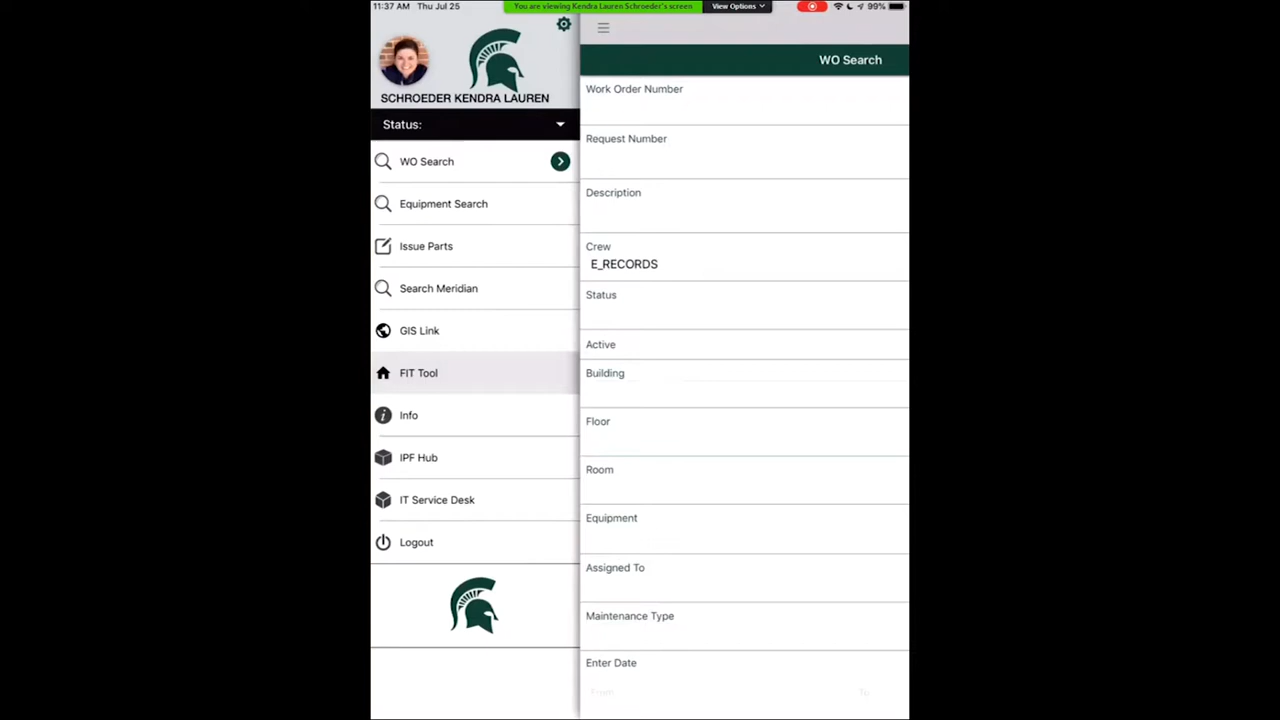 11:37 AM Thu Jul 25
You are viewing Kendra Lauren Schroeder's screen
View Options
99%
SCHROEDER KENDRA LAUREN
Status:
WO Search
Equipment Search
Issue Parts
Search Meridian
GIS Link
FIT Tool
Info
IPF Hub
IT Service Desk
Logout
WO Search
Work Order Number
Request Number
Description
Crew
E_RECORDS
Status
Active
Building
Floor
Room
Equipment
Assigned To
Maintenance Type
Enter Date
From To